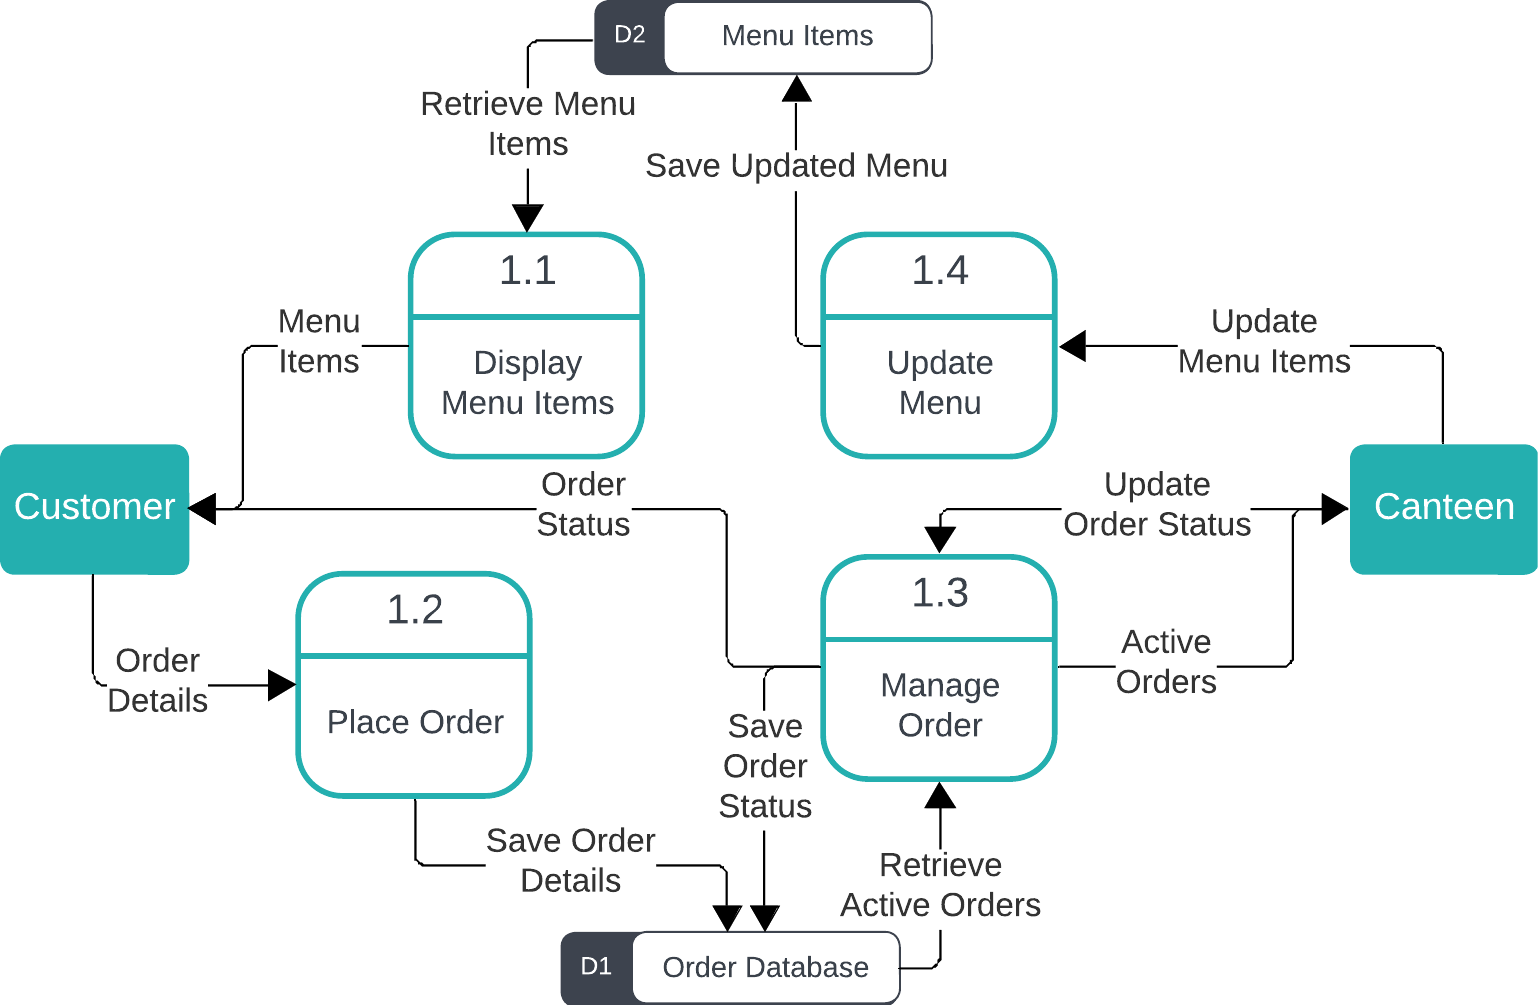 D2
Menu Items
Retrieve Menu
Items
Save Updated Menu
1.1
Display
Menu Items
1.4
Update
Menu
Menu
Items
Update
Menu Items
Customer
Order
Status
Update
Order Status
Canteen
1.2
Place Order
1.3
Manage
Order
Order
Details
Active
Orders
Save
Order
Status
Save Order
Details
Retrieve
Active Orders
D1
Order Database